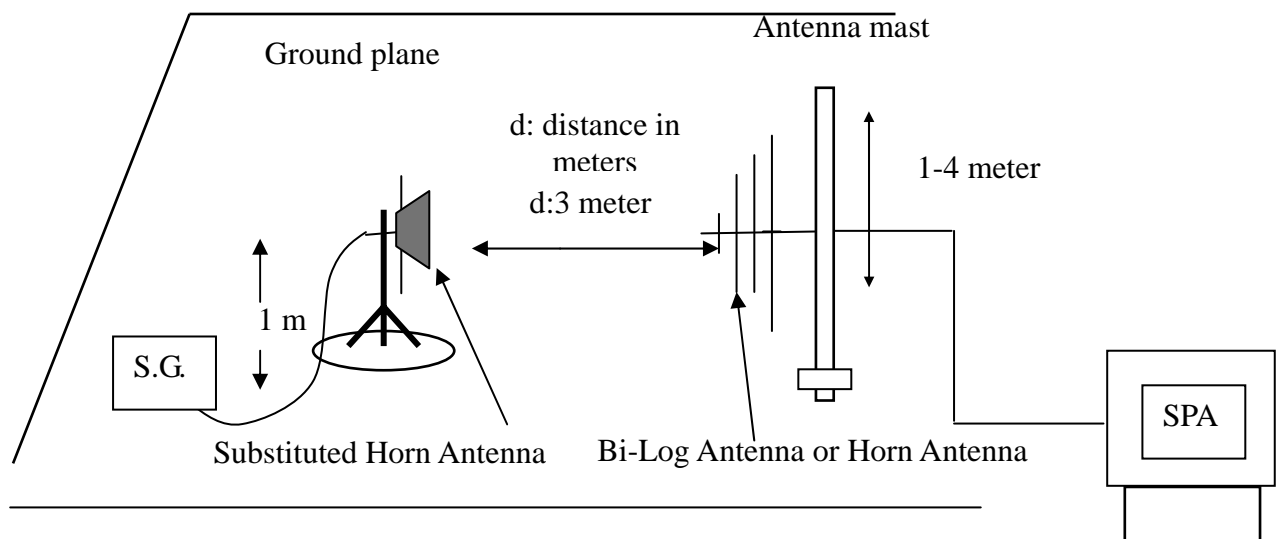 Antenna mast
Ground plane
d: distance in
meters
d:3 meter
1-4 meter
1 m
S.G.
SPA
Substituted Horn Antenna
Bi-Log Antenna or Horn Antenna